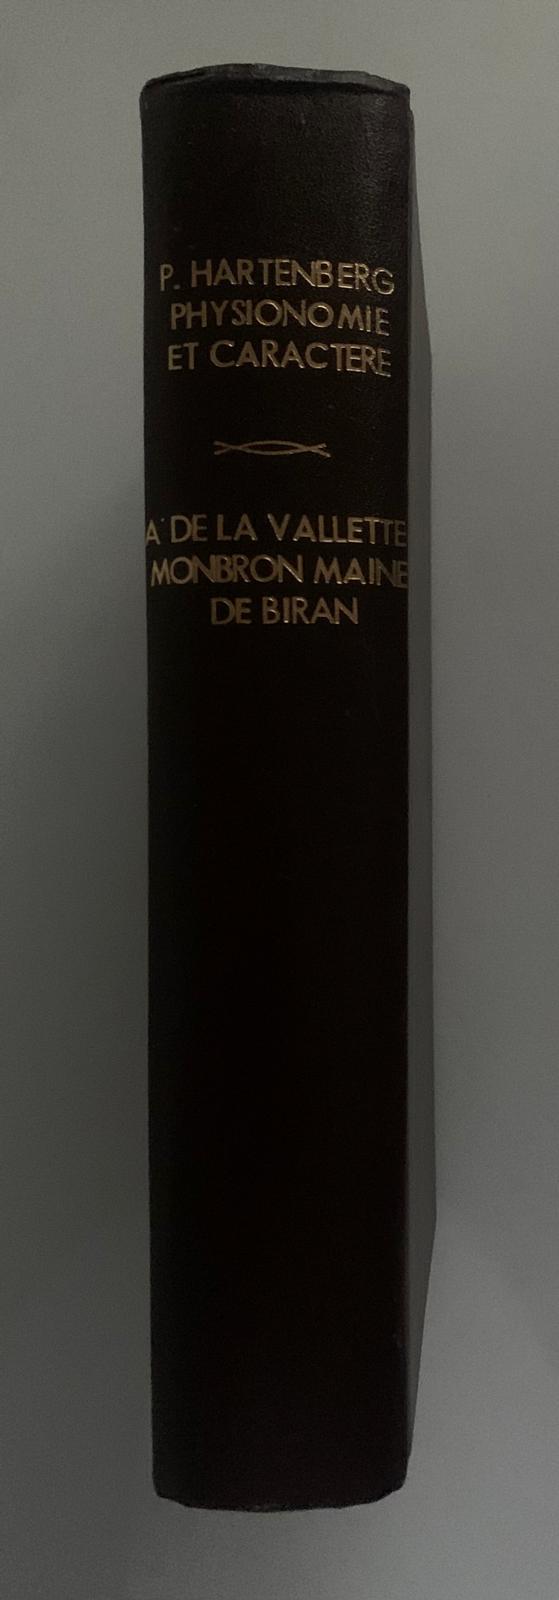 P. HARTENBERG
PHYSIONOMIE
ET CARACTERE
A· DE LA VALLETTE
MONBRON MAINE
DE BIRAN